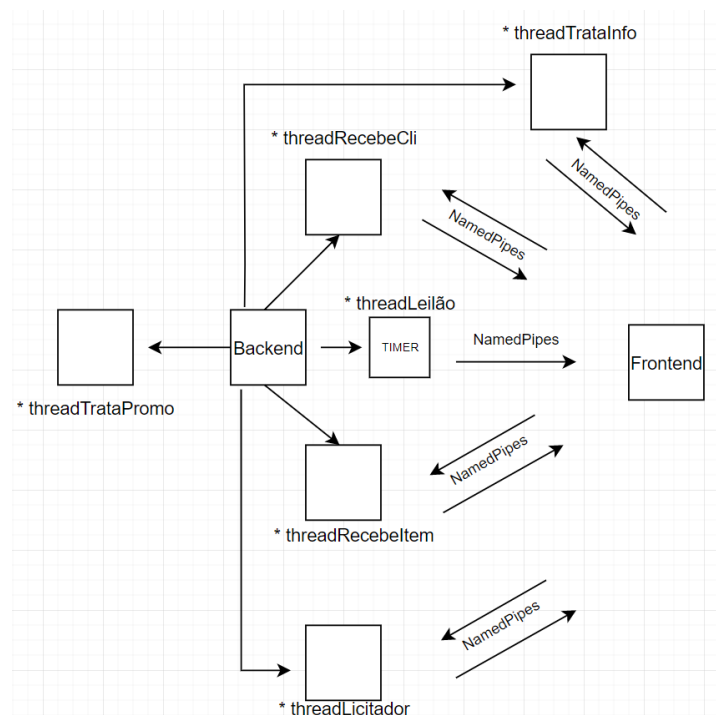 * threadTrataInfo
NamedPipes
* threadRecebeCli
NamedPipes
* threadLeilão
Backend
TIMER
NamedPipes
Frontend
* threadTrataPromo
NamedPipes
* threadRecebeItem
NamedPipes
* threadLicitador